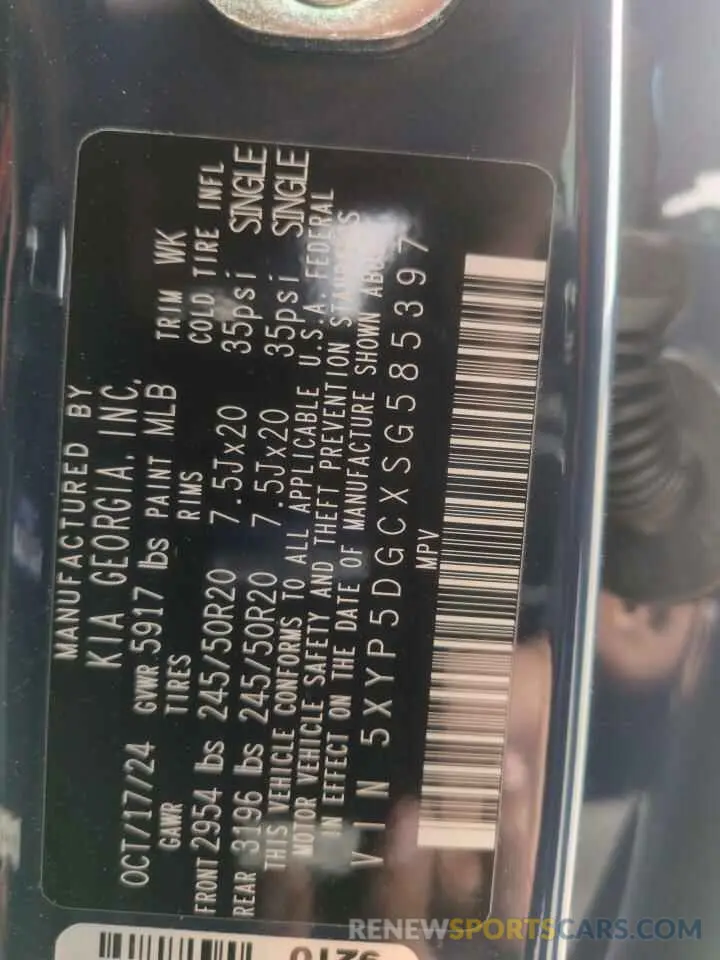 MANUFACTURED BY
KIA GEORGIA, INC.
OCT/17/24 GVWR 5917 lbs PAINT MLB TRIM WK
GAWR TIRES RIMS COLD TIRE INFL
FRONT 2954 lbs 245/50R20 7.5Jx20 35psi SINGLE
REAR 3196 lbs 245/50R20 7.5Jx20 35psi SINGLE
THIS VEHICLE CONFORMS TO ALL APPLICABLE U.S.A. FEDERAL
MOTOR VEHICLE SAFETY AND THEFT PREVENTION STANDARDS
IN EFFECT ON THE DATE OF MANUFACTURE SHOWN ABOVE
VIN 5XYP5DGCXSG585397
MPV
RENEWSPORTSCARS.COM